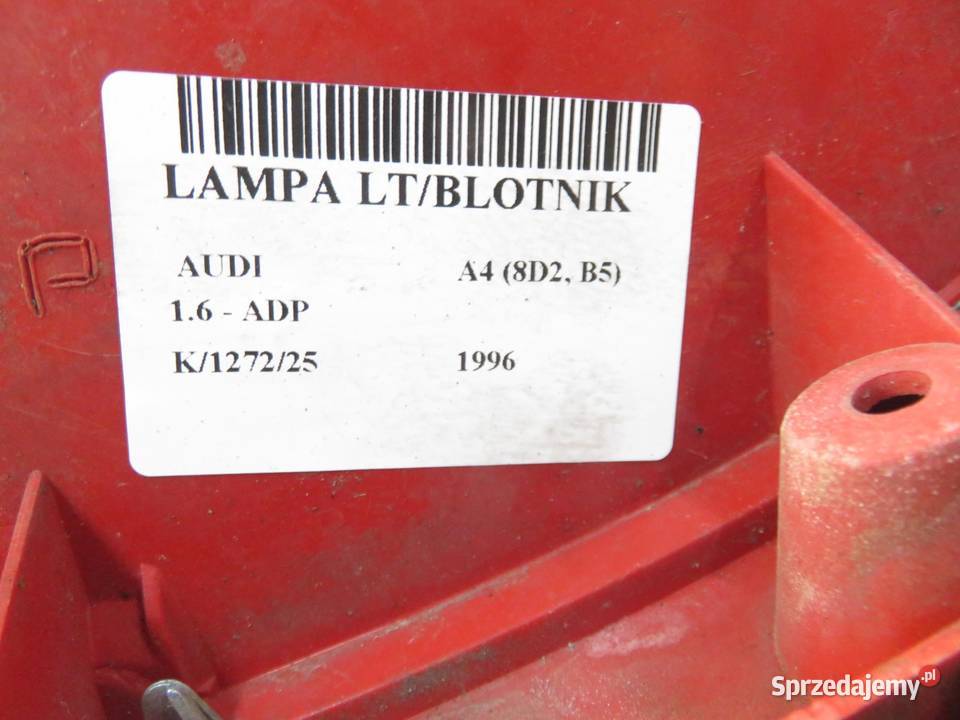 LAMPA LT/BLOTNIK
AUDI A4 (8D2, B5)
1.6 - ADP
K/1272/25 1996
P
Sprzedajemy.pl